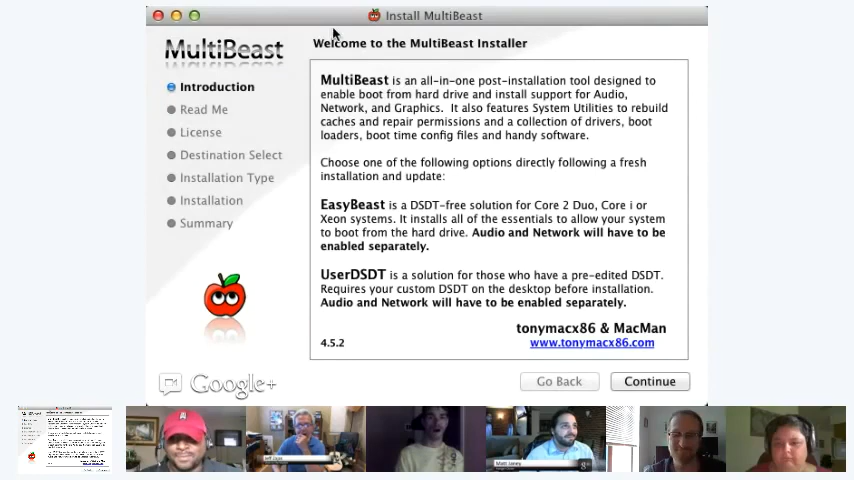 Install MultiBeast
MultiBeast
Welcome to the MultiBeast Installer
Introduction
Read Me
License
Destination Select
Installation Type
Installation
Summary
MultiBeast is an all-in-one post-installation tool designed to
enable boot from hard drive and install support for Audio,
Network, and Graphics. It also features System Utilities to rebuild
caches and repair permissions and a collection of drivers, boot
loaders, boot time config files and handy software.
Choose one of the following options directly following a fresh
installation and update:
EasyBeast is a DSDT-free solution for Core 2 Duo, Core i or
Xeon systems. It installs all of the essentials to allow your system
to boot from the hard drive. Audio and Network will have to be
enabled separately.
UserDSDT is a solution for those who have a pre-edited DSDT.
Requires your custom DSDT on the desktop before installation.
Audio and Network will have to be enabled separately.
tonymacx86 & MacMan
4.5.2
www.tonymacx86.com
Google+
Go Back
Continue